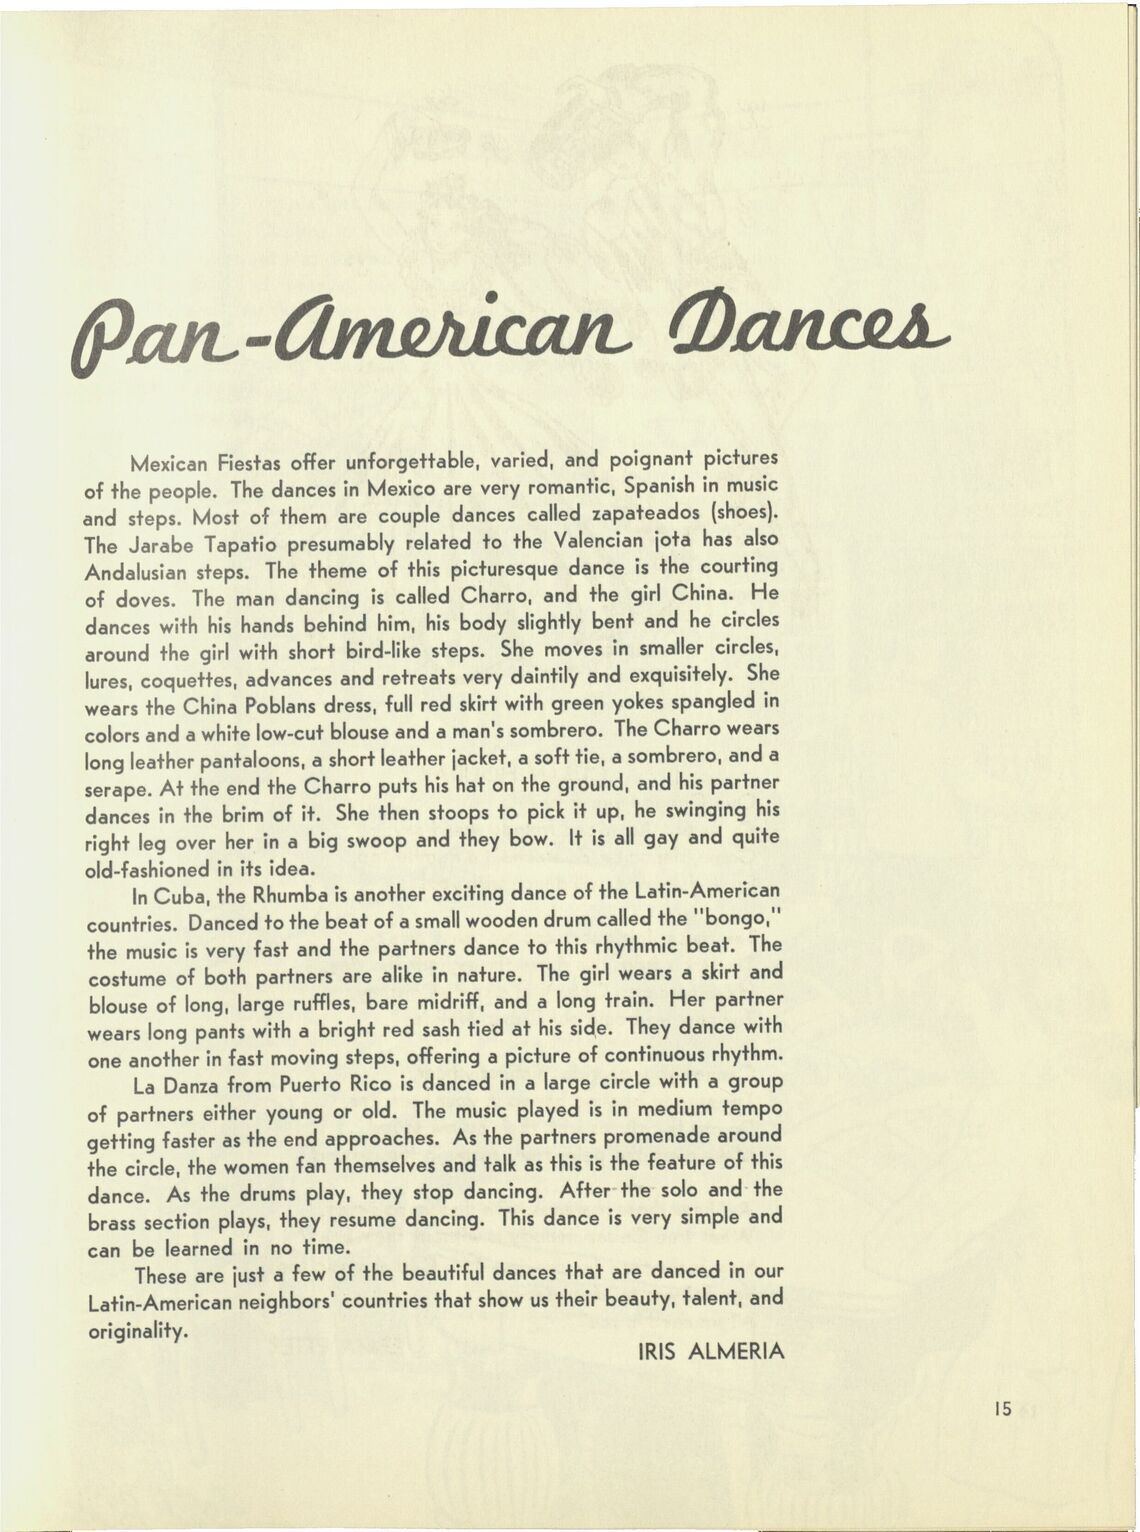 Pan-American Dances
Mexican Fiestas offer unforgettable, varied, and poignant pictures
of the people. The dances in Mexico are very romantic, Spanish in music
and steps. Most of them are couple dances called zapateados (shoes).
The Jarabe Tapatio presumably related to the Valencian jota has also
Andalusian steps. The theme of this picturesque dance is the courting
of doves. The man dancing is called Charro, and the girl China. He
dances with his hands behind him, his body slightly bent and he circles
around the girl with short bird-like steps. She moves in smaller circles,
lures, coquettes, advances and retreats very daintily and exquisitely. She
wears the China Poblans dress, full red skirt with green yokes spangled in
colors and a white low-cut blouse and a man's sombrero. The Charro wears
long leather pantaloons, a short leather jacket, a soft tie, a sombrero, and a
serape. At the end the Charro puts his hat on the ground, and his partner
dances in the brim of it. She then stoops to pick it up, he swinging his
right leg over her in a big swoop and they bow. It is all gay and quite
old-fashioned in its idea.
In Cuba, the Rhumba is another exciting dance of the Latin-American
countries. Danced to the beat of a small wooden drum called the "bongo,"
the music is very fast and the partners dance to this rhythmic beat. The
costume of both partners are alike in nature. The girl wears a skirt and
blouse of long, large ruffles, bare midriff, and a long train. Her partner
wears long pants with a bright red sash tied at his side. They dance with
one another in fast moving steps, offering a picture of continuous rhythm.
La Danza from Puerto Rico is danced in a large circle with a group
of partners either young or old. The music played is in medium tempo
getting faster as the end approaches. As the partners promenade around
the circle, the women fan themselves and talk as this is the feature of this
dance. As the drums play, they stop dancing. After the solo and the
brass section plays, they resume dancing. This dance is very simple and
can be learned in no time.
These are just a few of the beautiful dances that are danced in our
Latin-American neighbors' countries that show us their beauty, talent, and
originality.
IRIS ALMERIA
15